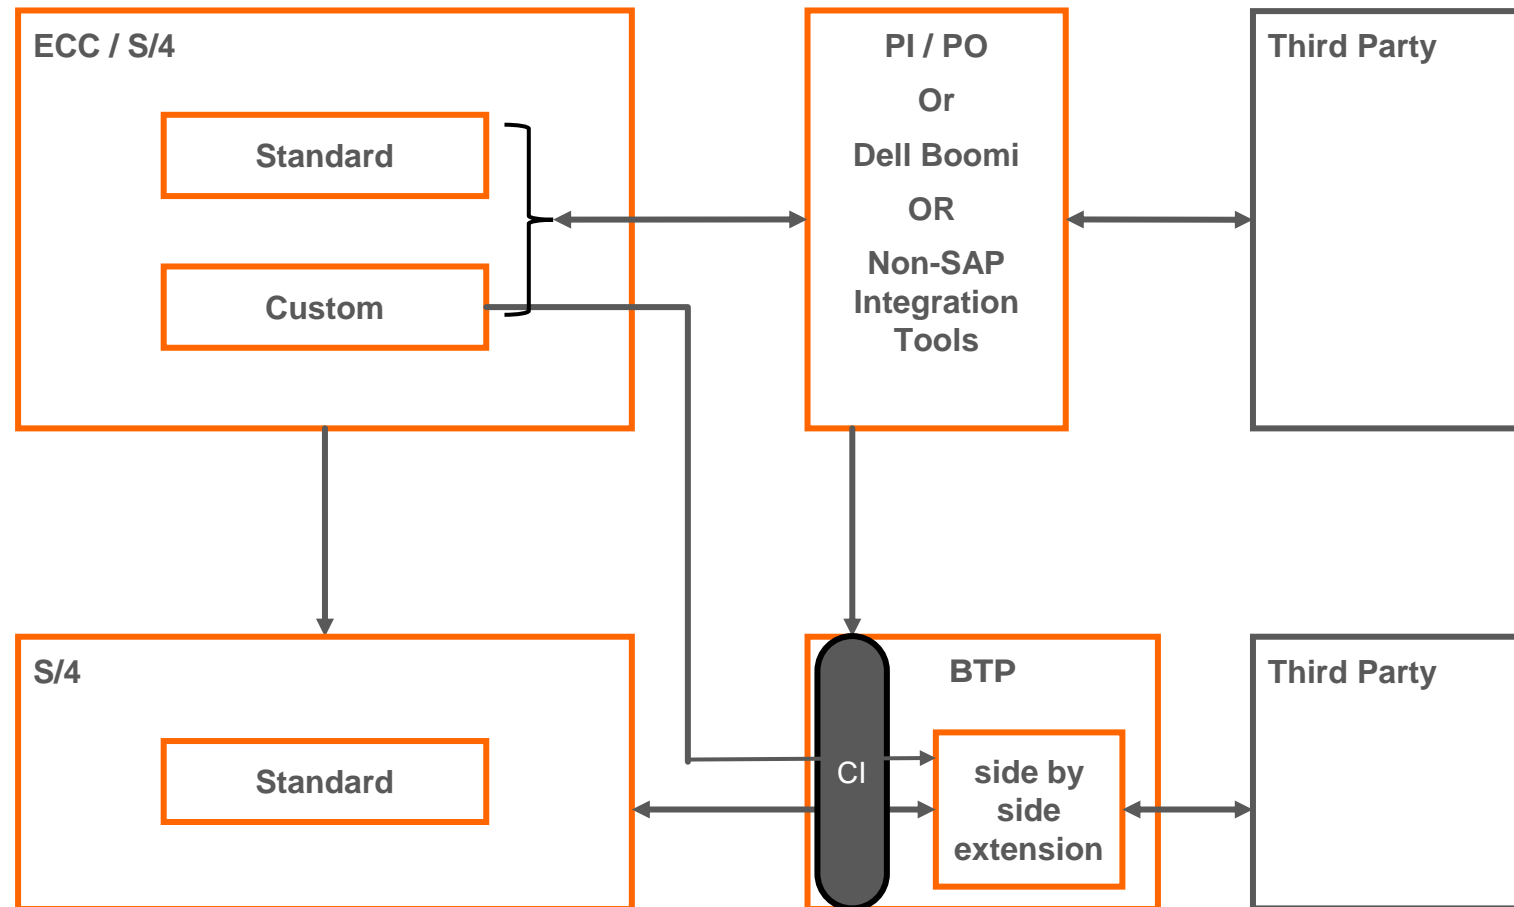 ECC / S/4
Standard
Custom
PI / PO
Or
Dell Boomi
OR
Non-SAP
Integration
Tools
Third Party
S/4
Standard
BTP
CI
side by
side
extension
Third Party